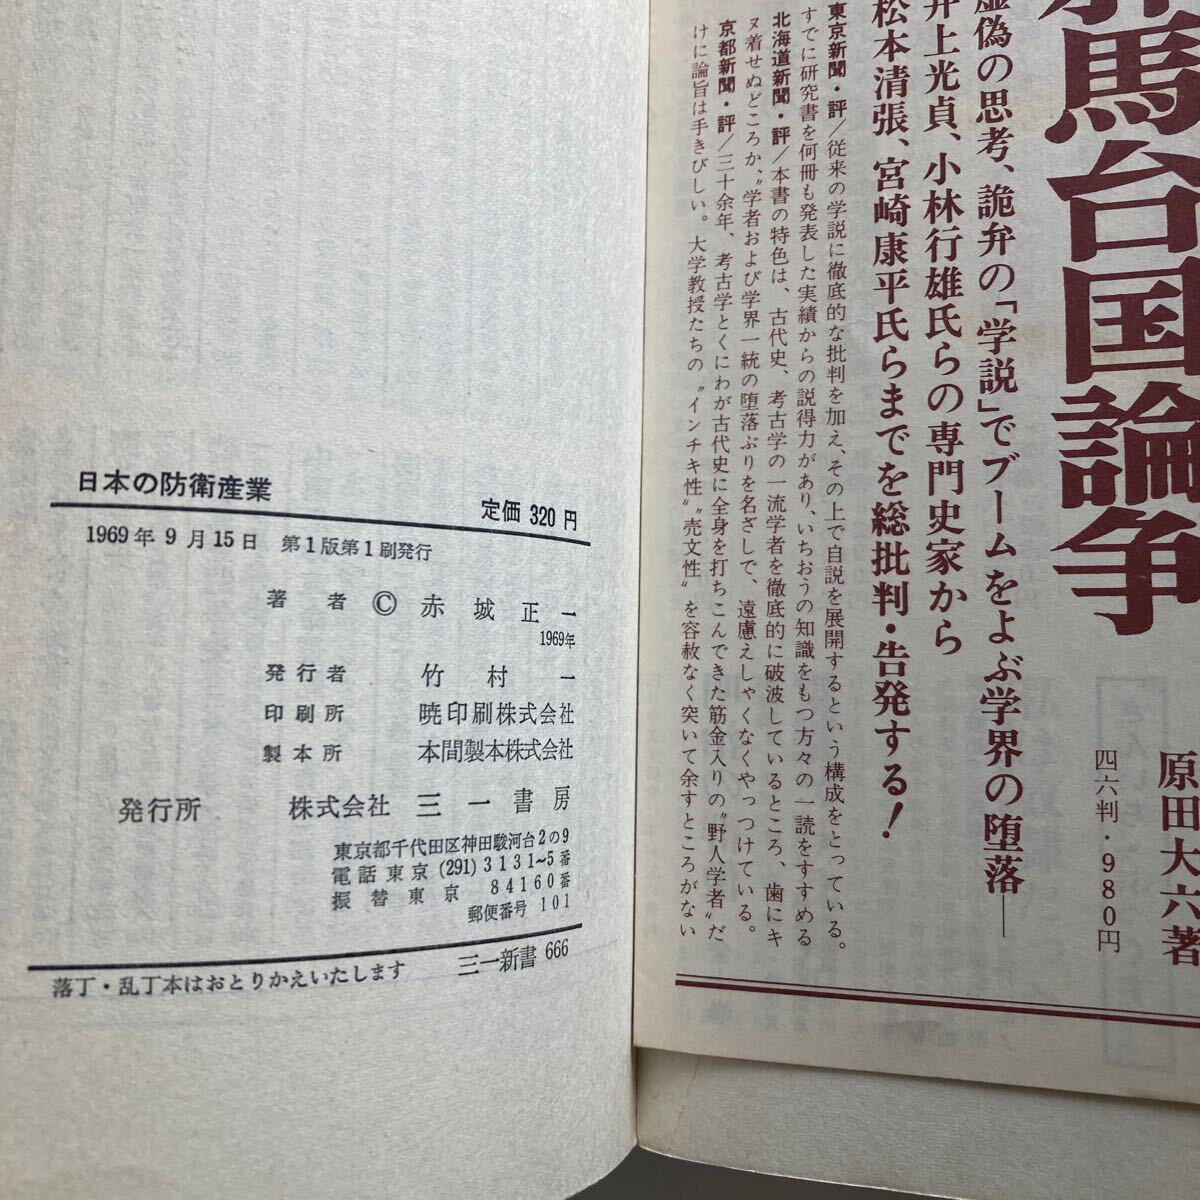 日本の防衛産業
定価 320 円
1969年 9月 15日 第1版第1刷発行
著者 © 赤城正一
1969年
発行者 竹村一
印刷所 暁印刷株式会社
製本所 本間製本株式会社
発行所 株式会社 三一書房
東京都千代田区神田駿河台2の9
電話東京 (291) 3131~5番
振替東京 84160番
郵便番号 101
三一新書 666
落丁・乱丁本はおとりかえいたします
馬台国論争
原田大六著
四六判・980円
虚偽の思考、詭弁の「学説」でブームをよぶ学界の堕落——
井上光貞、小林行雄氏らの専門史家から
松本清張、宮崎康平氏らまでを総批判・告発する!
東京新聞・評/従来の学説に徹底的な批判を加え、その上で自説を展開するという構成をとっている。
すでに研究書を何冊も発表した実績からの説得力があり、いちおうの知識をもつ方々の一読をすすめる
北海道新聞・評/本書の特色は、古代史、考古学の一流学者を徹底的に破波しているところ、歯にキ
ヌ着せぬどころか、〝学者および学界一統の堕落ぶりを名ざしで、遠慮えしゃくなくやっつけている。
京都新聞・評/三十余年、考古学とくにわが古代史に全身を打ちこんできた筋金入りの〝野人学者〟だ
けに論旨は手きびしい。大学教授たちの〝インチキ性〟〝売文性〟を容赦なく突いて余すところがない